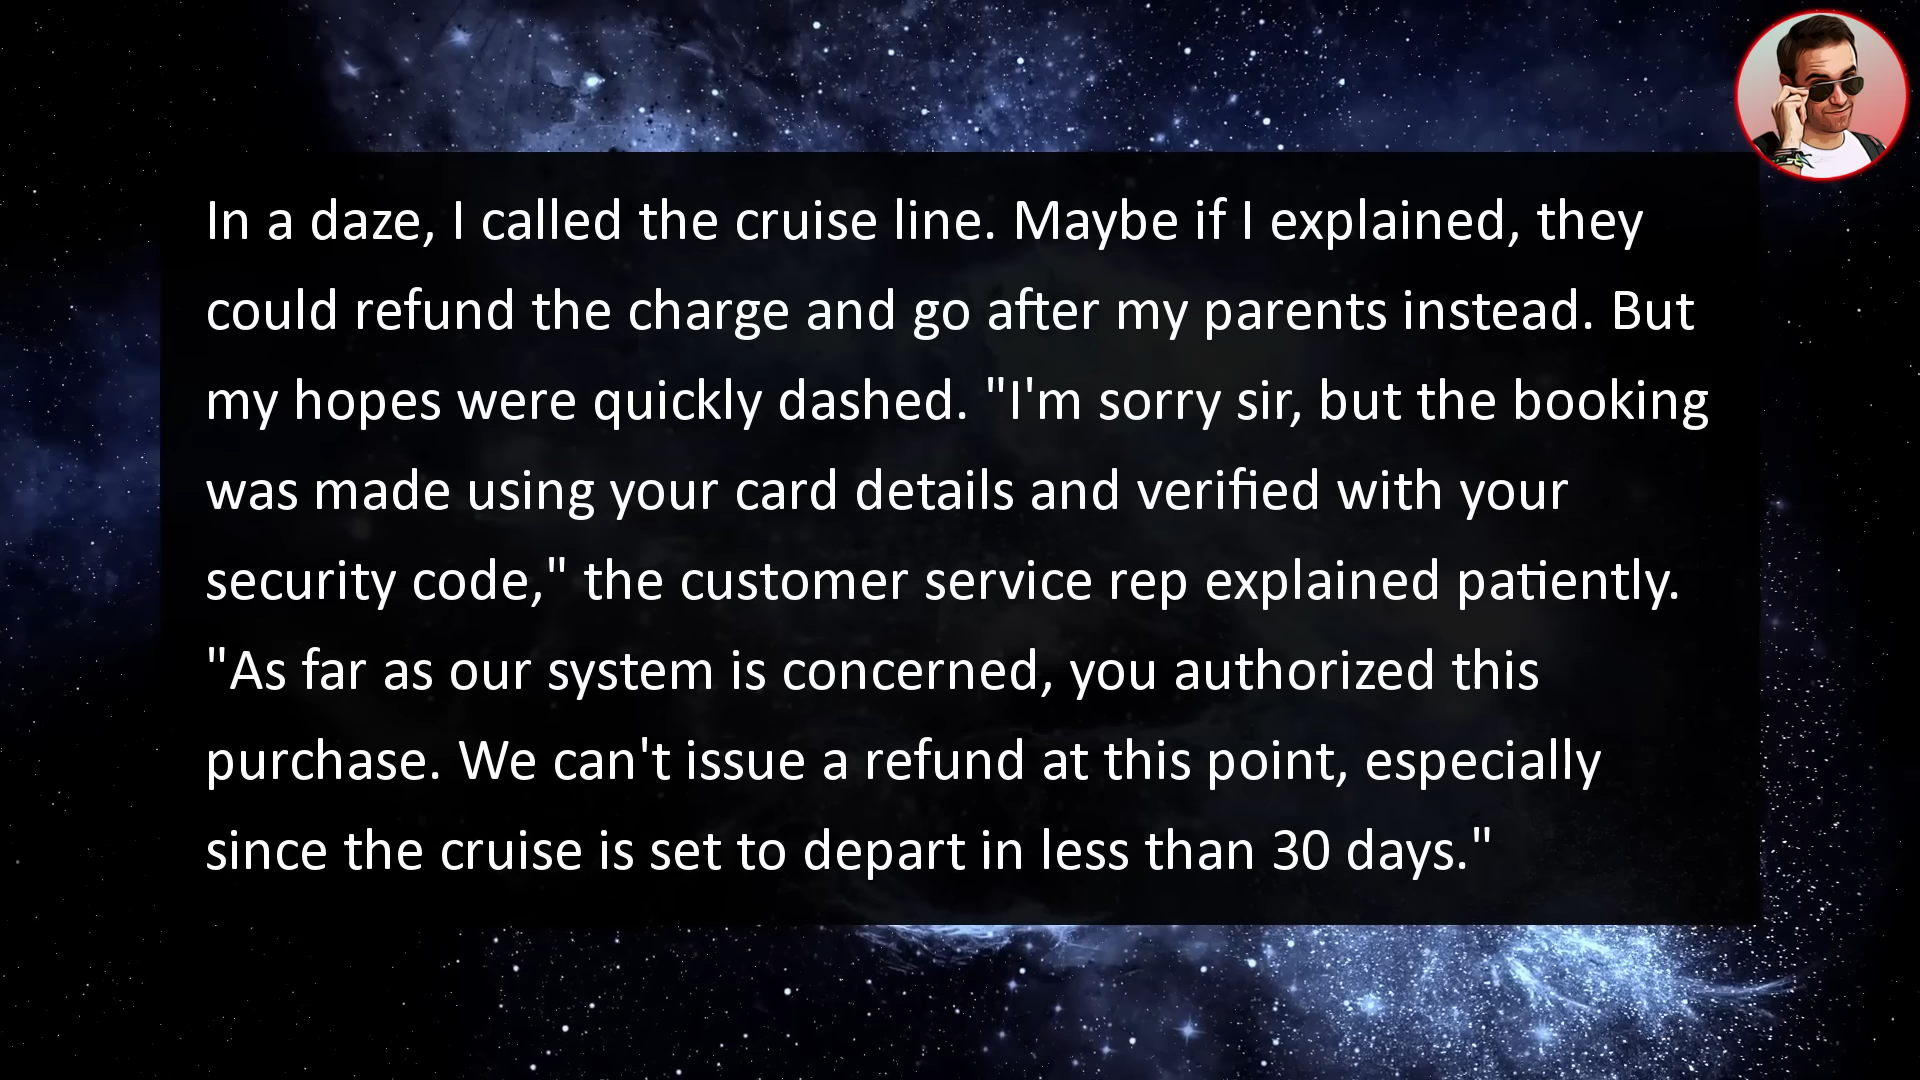 In a daze, I called the cruise line. Maybe if I explained, they
could refund the charge and go after my parents instead. But
my hopes were quickly dashed. "I'm sorry sir, but the booking
was made using your card details and verified with your
security code," the customer service rep explained patiently.
"As far as our system is concerned, you authorized this
purchase. We can't issue a refund at this point, especially
since the cruise is set to depart in less than 30 days."